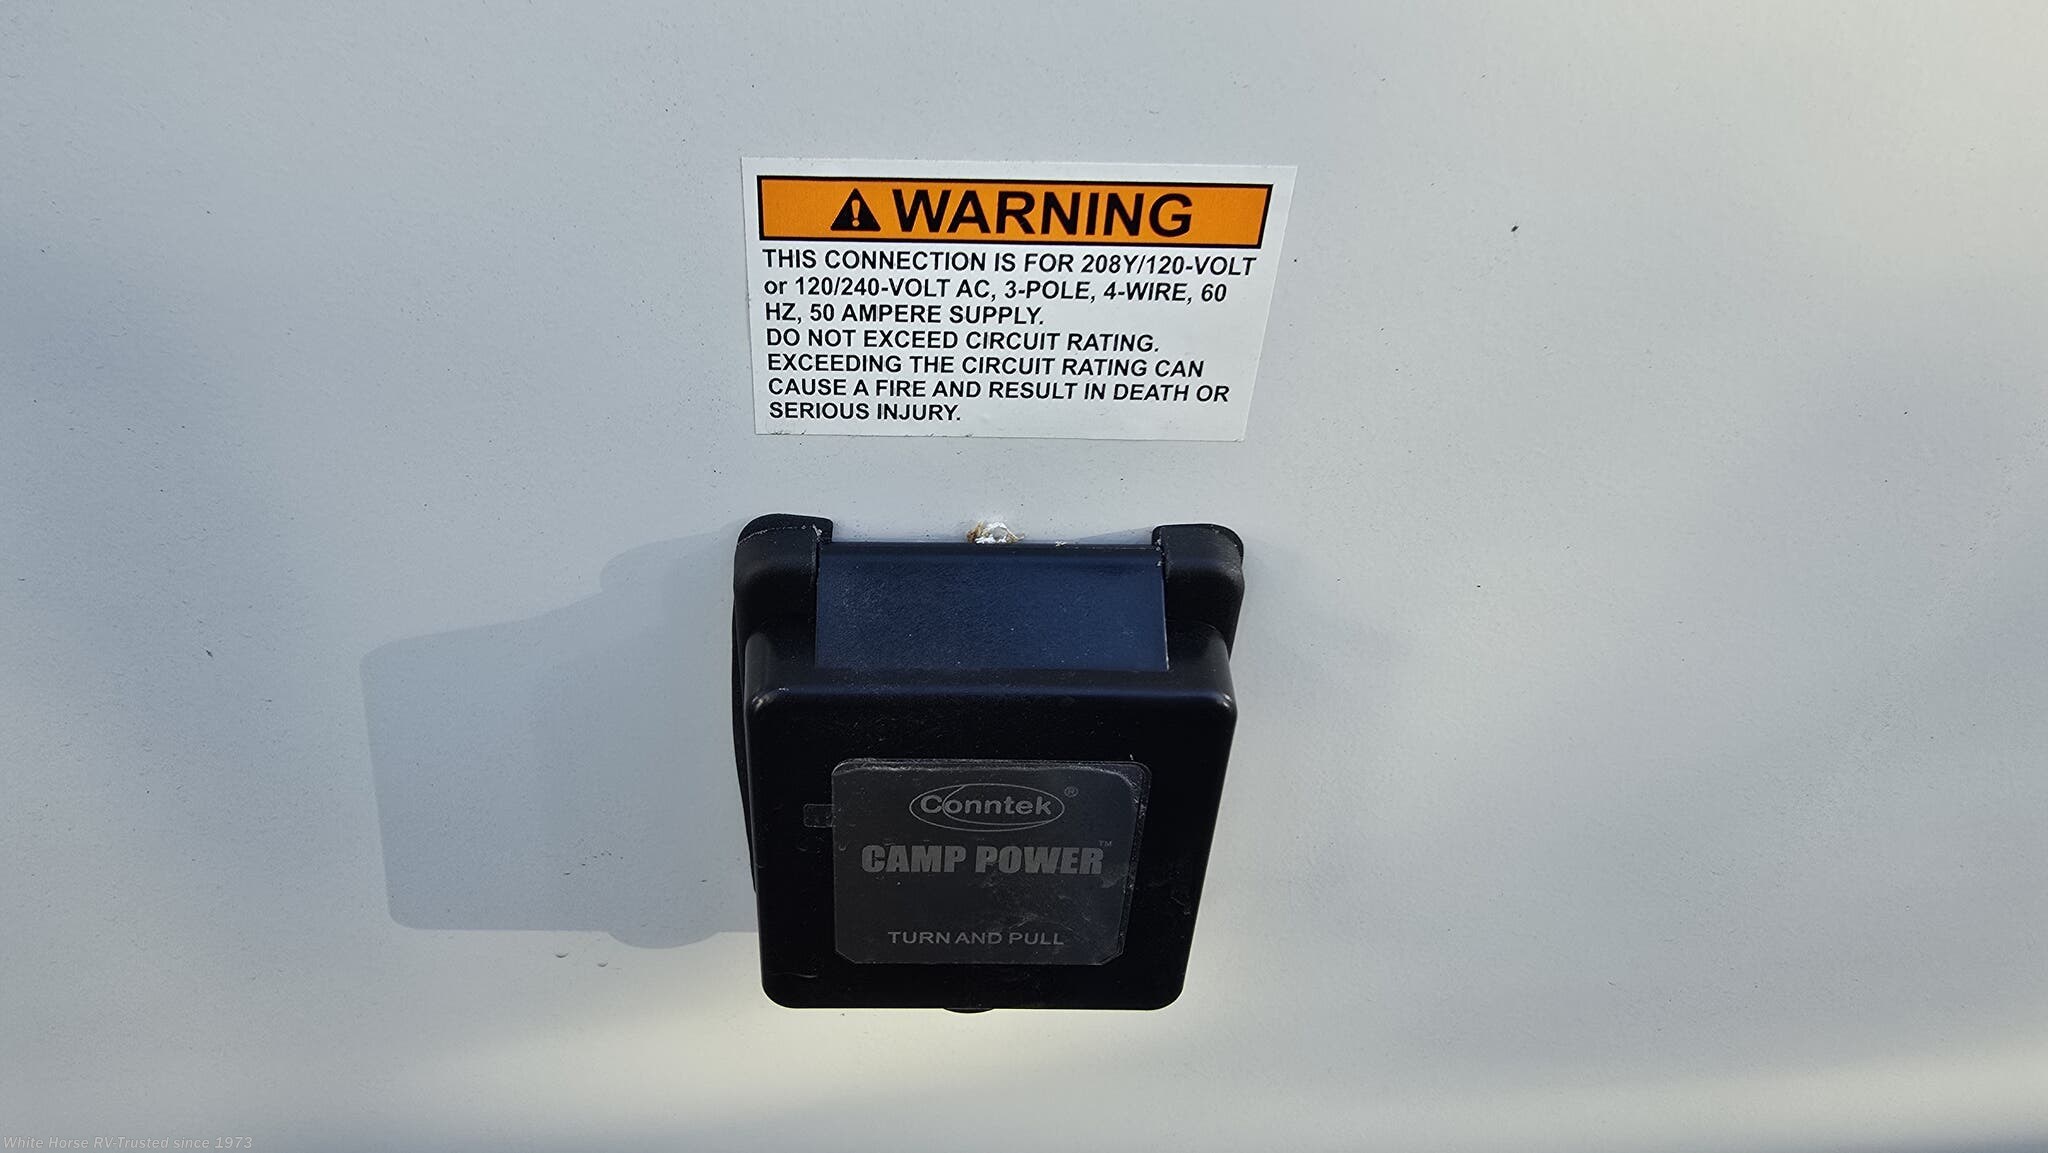 WARNING
THIS CONNECTION IS FOR 208Y/120-VOLT
or 120/240-VOLT AC, 3-POLE, 4-WIRE, 60
HZ, 50 AMPERE SUPPLY.
DO NOT EXCEED CIRCUIT RATING.
EXCEEDING THE CIRCUIT RATING CAN
CAUSE A FIRE AND RESULT IN DEATH OR
SERIOUS INJURY.
Conntek®
CAMP POWER™
TURN AND PULL
White Horse RV-Trusted since 1973